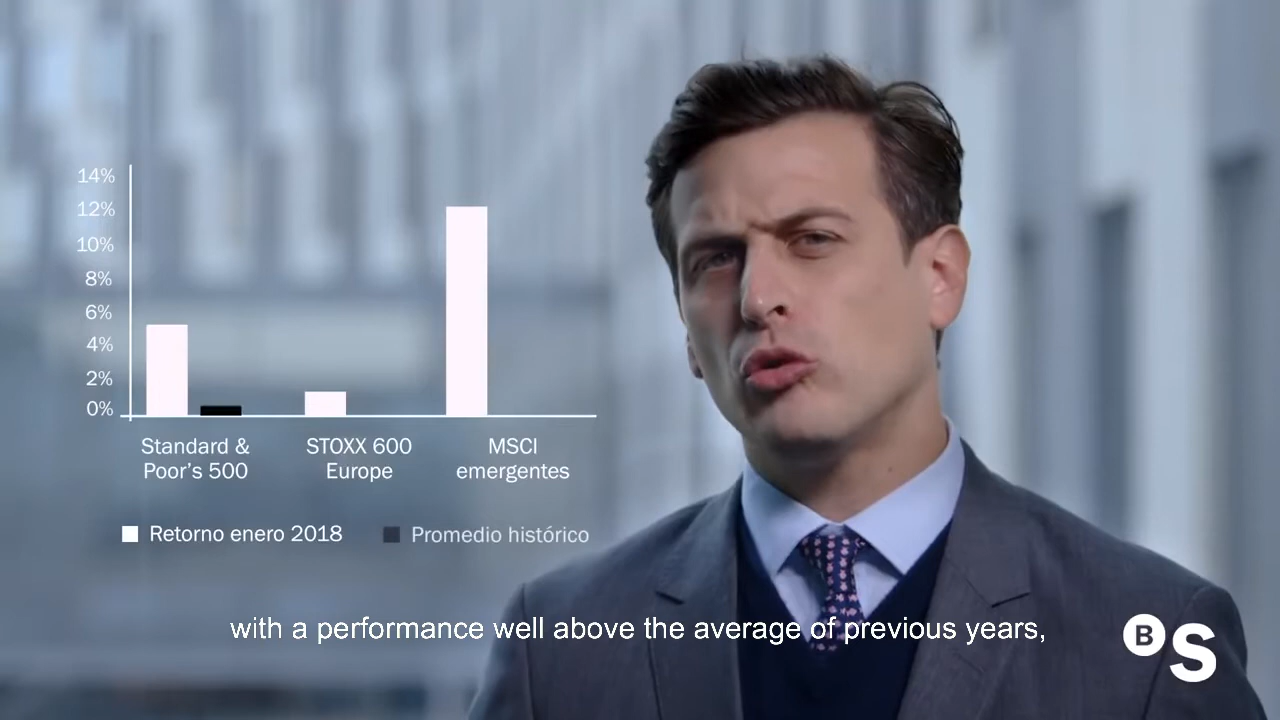 14%
12%
10%
8%
6%
4%
2%
0%
Standard &
Poor's 500
STOXX 600
Europe
MSCI
emergentes
Retorno enero 2018
Promedio histórico
with a performance well above the average of previous years,
B S